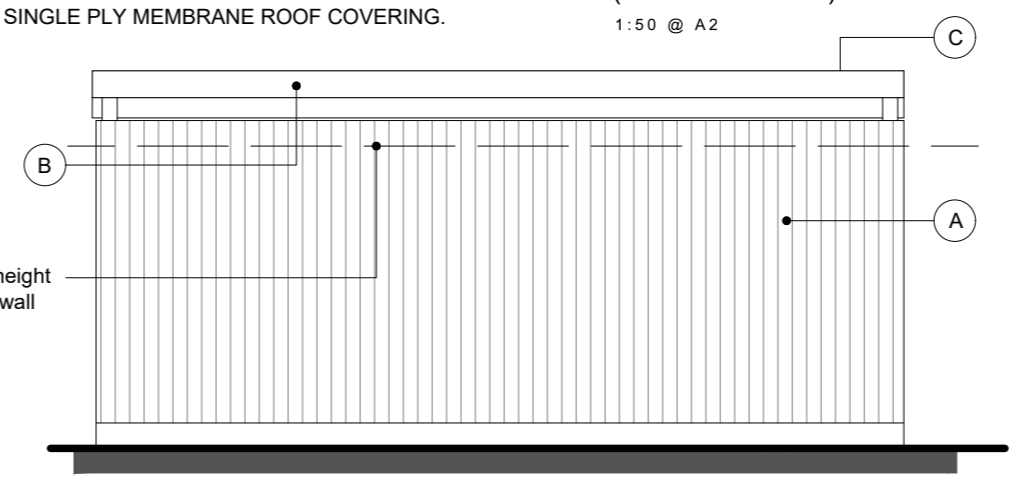 SINGLE PLY MEMBRANE ROOF COVERING.
1:50 @ A2
C
B
A
height
wall